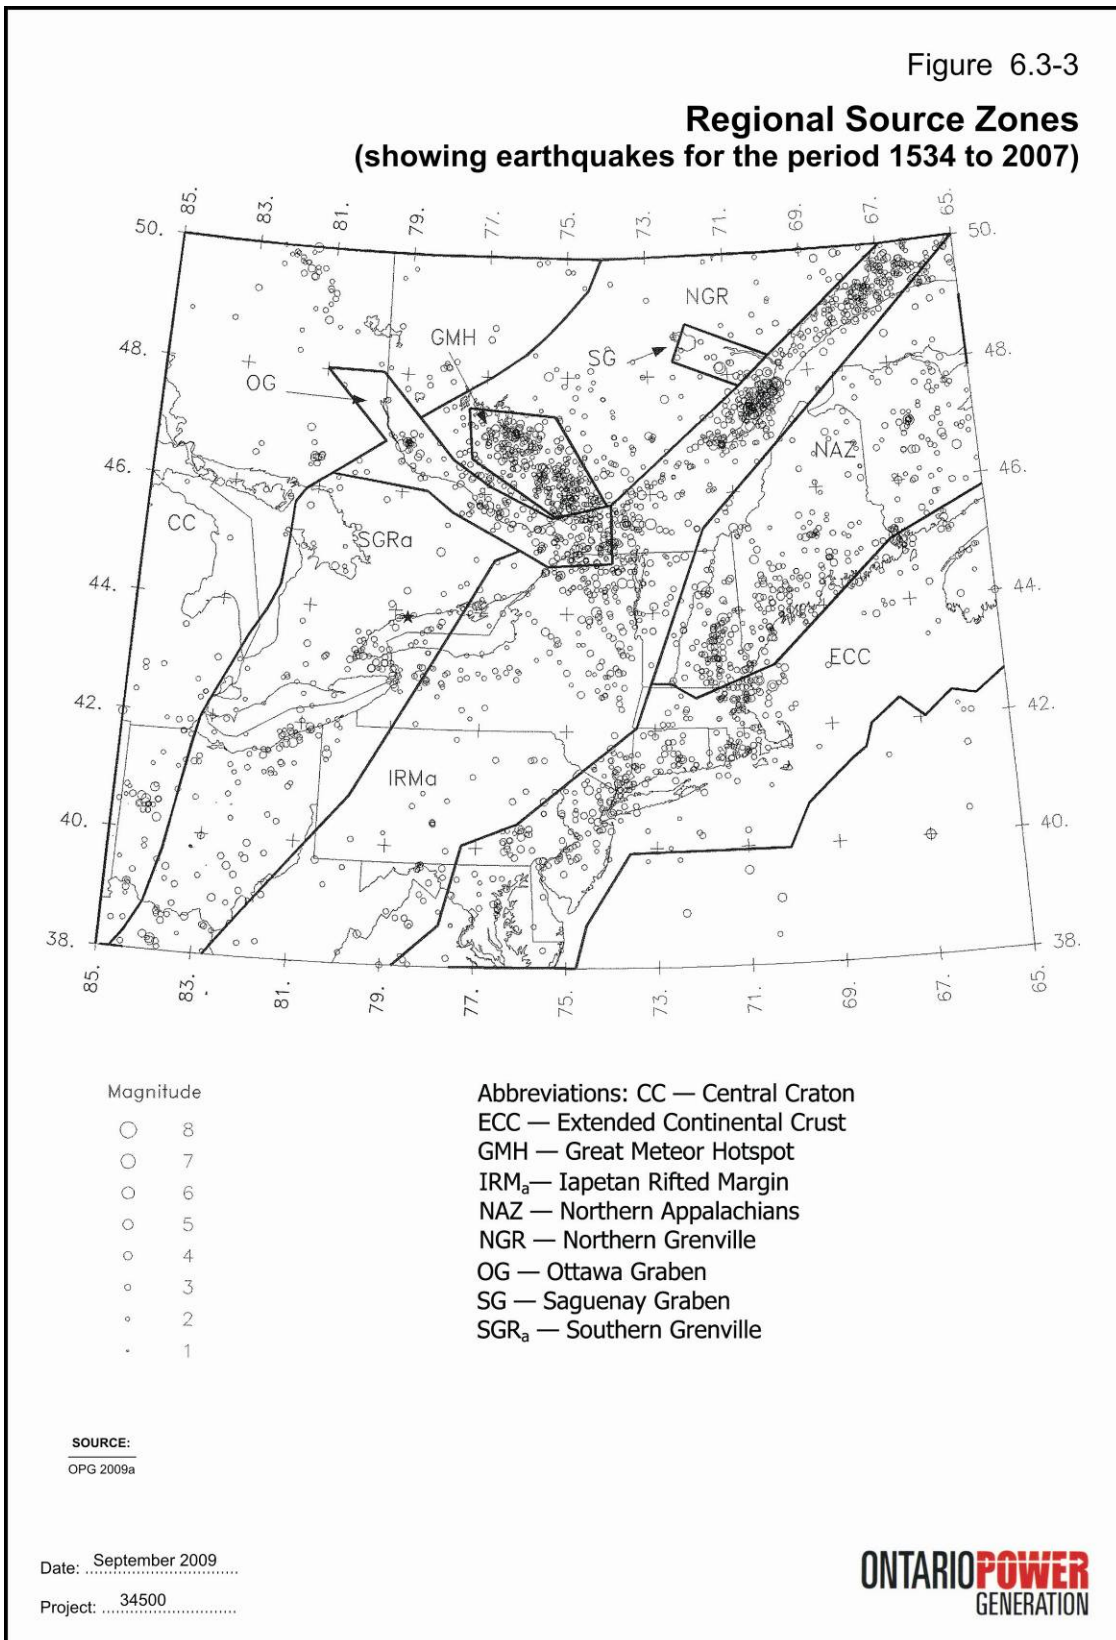 Figure 6.3-3
Regional Source Zones
(showing earthquakes for the period 1534 to 2007)
85. 83. 81. 79. 77. 75. 73. 71. 69. 67. 65.
50. 50.
NGR
GMH
48. SG 48.
OG
NAZ
46. 46.
CC
SGRa
44. 44.
ECC
42. 42.
IRMa
40. 40.
38. 38.
85. 83. 81. 79. 77. 75. 73. 71. 69. 67. 65.
Magnitude
8
7
6
5
4
3
2
1
Abbreviations: CC — Central Craton
ECC — Extended Continental Crust
GMH — Great Meteor Hotspot
IRMa— Iapetan Rifted Margin
NAZ — Northern Appalachians
NGR — Northern Grenville
OG — Ottawa Graben
SG — Saguenay Graben
SGRa — Southern Grenville
SOURCE:
OPG 2009a
Date: September 2009
Project: 34500
ONTARIOPOWER
GENERATION